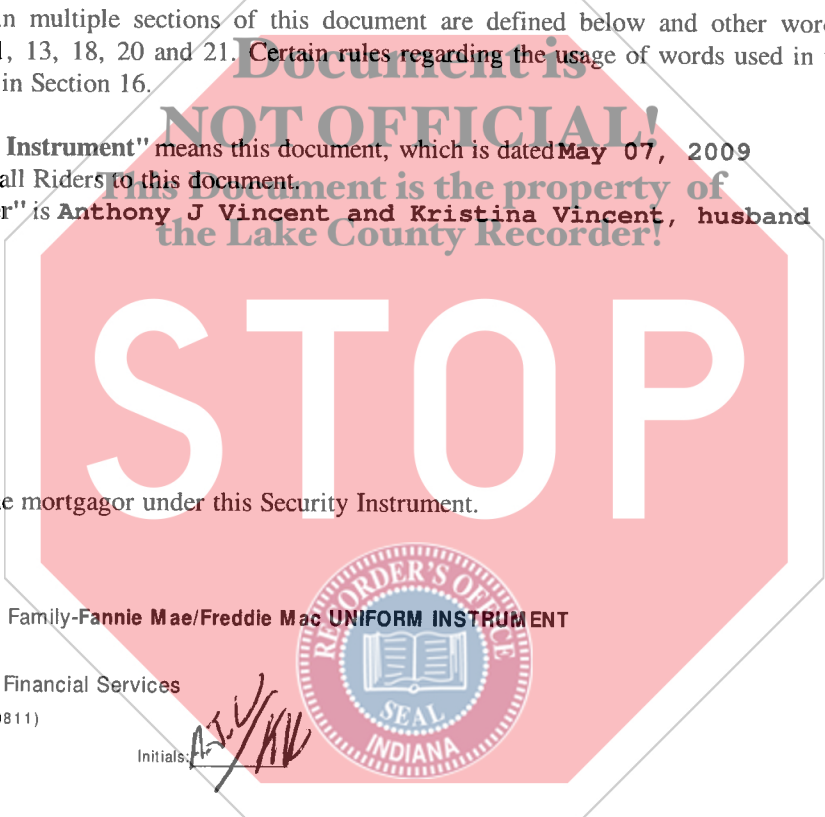 in multiple sections of this document are defined below and other wor
1, 13, 18, 20 and 21. Certain rules regarding the usage of words used in
in Section 16.
Document is
NOT OFFICIAL!
This Document is the property of
the Lake County Recorder!
Instrument" means this document, which is dated May 07, 2009
all Riders to this document.
r" is Anthony J Vincent and Kristina Vincent, husband
STOP
e mortgagor under this Security Instrument.
Family-Fannie Mae/Freddie Mac UNIFORM INSTRUMENT
Financial Services
0811)
Initials: A.J.V/KV
RECORDER'S OFFICE
SEAL
INDIANA